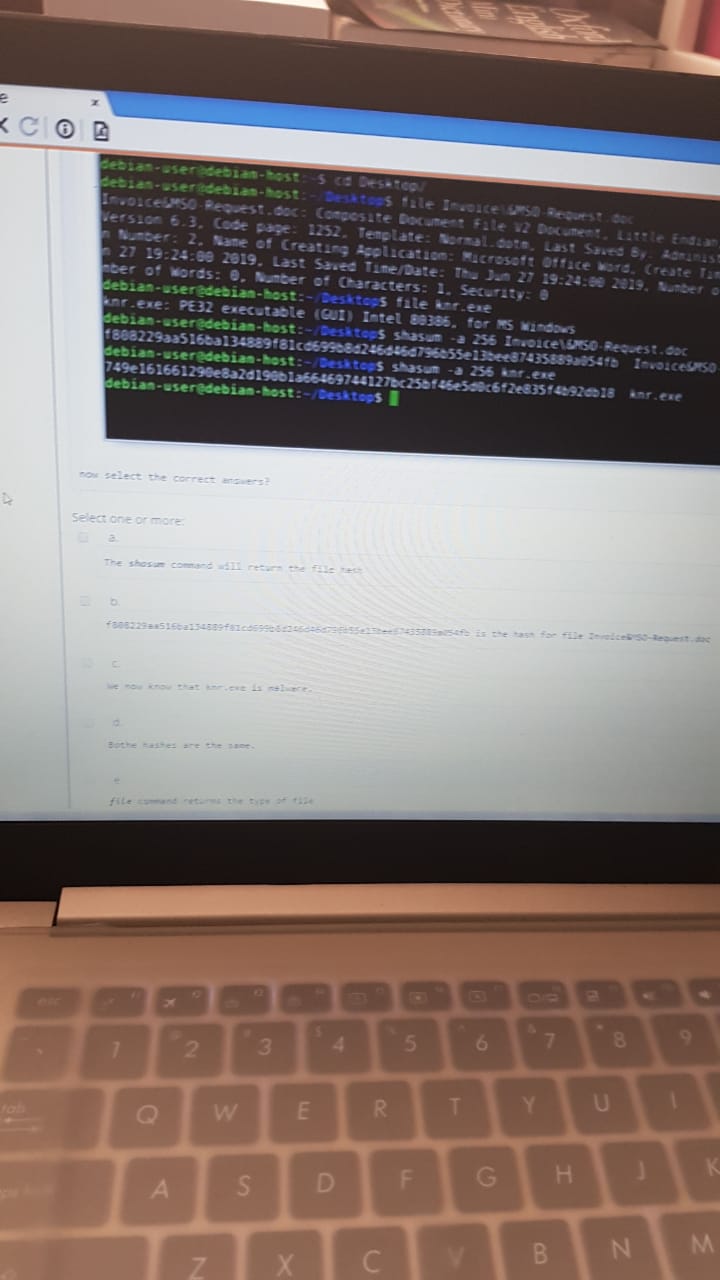 debian-user@debian-host:~$ cd Desktop/
debian-user@debian-host:~/Desktop$ file Invoice\&MSO-Request.doc
Invoice&MSO-Request.doc: Composite Document File V2 Document, Little Endian
Version 6.3, Code page: 1252, Template: Normal.dotm, Last Saved By: Administ
n Number: 2, Name of Creating Application: Microsoft Office Word, Create Tim
n 27 19:24:00 2019, Last Saved Time/Date: Thu Jun 27 19:24:00 2019, Number o
mber of Words: 0, Number of Characters: 1, Security: 0
debian-user@debian-host:~/Desktop$ file knr.exe
knr.exe: PE32 executable (GUI) Intel 80386, for MS Windows
debian-user@debian-host:~/Desktop$ shasum -a 256 Invoice\&MSO-Request.doc
f808229aa516ba134889f81cd699b8d246d46d796b55e13bee87435889a054fb Invoice&MSO
debian-user@debian-host:~/Desktop$ shasum -a 256 knr.exe
749e161661290e8a2d190b1a66469744127bc25bf46e5d0c6f2e835f4b92db18 knr.exe
debian-user@debian-host:~/Desktop$
now select the correct answers?
Select one or more:
a.
The shasum command will return the file hash
b.
f808229aa516ba134889f81cd699b8d246d46d796b55e13bee87435889a054fb is the hash for file Invoice&MSO-Request.doc
c.
We now know that knr.exe is malware.
d.
Bothe hashes are the same.
e
file command returns the type of file
esc
1 2 3 4 5 6 7 8 9
tab Q W E R T Y U I
A S D F G H J K
Z X C V B N M